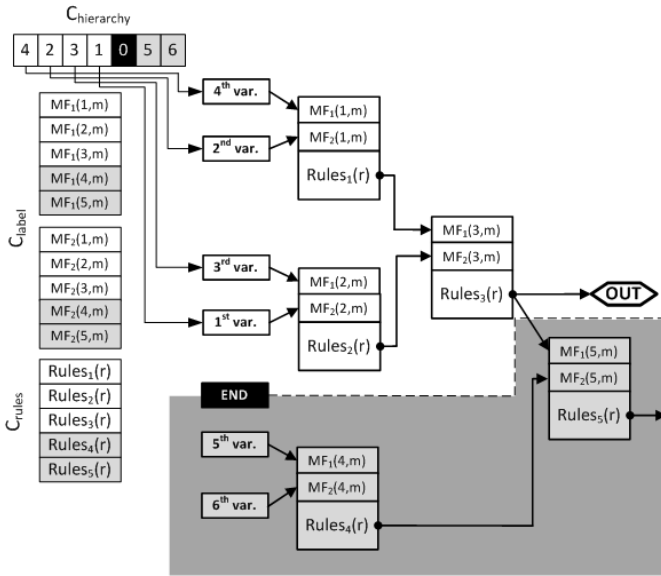 C_hierarchy
4 2 3 1 0 5 6
MF₁(1,m)
MF₁(2,m)
MF₁(3,m)
MF₁(4,m)
MF₁(5,m)
C_label
MF₂(1,m)
MF₂(2,m)
MF₂(3,m)
MF₂(4,m)
MF₂(5,m)
C_rules
Rules₁(r)
Rules₂(r)
Rules₃(r)
Rules₄(r)
Rules₅(r)
4th var.
2nd var.
MF₁(1,m)
MF₂(1,m)
Rules₁(r)
3rd var.
1st var.
MF₁(2,m)
MF₂(2,m)
Rules₂(r)
MF₁(3,m)
MF₂(3,m)
Rules₃(r)
OUT
END
5th var.
6th var.
MF₁(4,m)
MF₂(4,m)
Rules₄(r)
MF₁(5,m)
MF₂(5,m)
Rules₅(r)